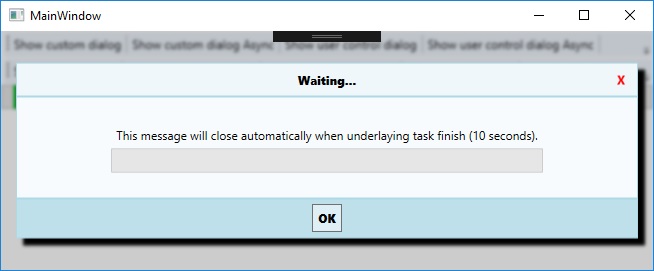 MainWindow
Show custom dialog Show custom dialog Async Show user control dialog Show user control dialog Async
Waiting...
X
This message will close automatically when underlaying task finish (10 seconds).
OK